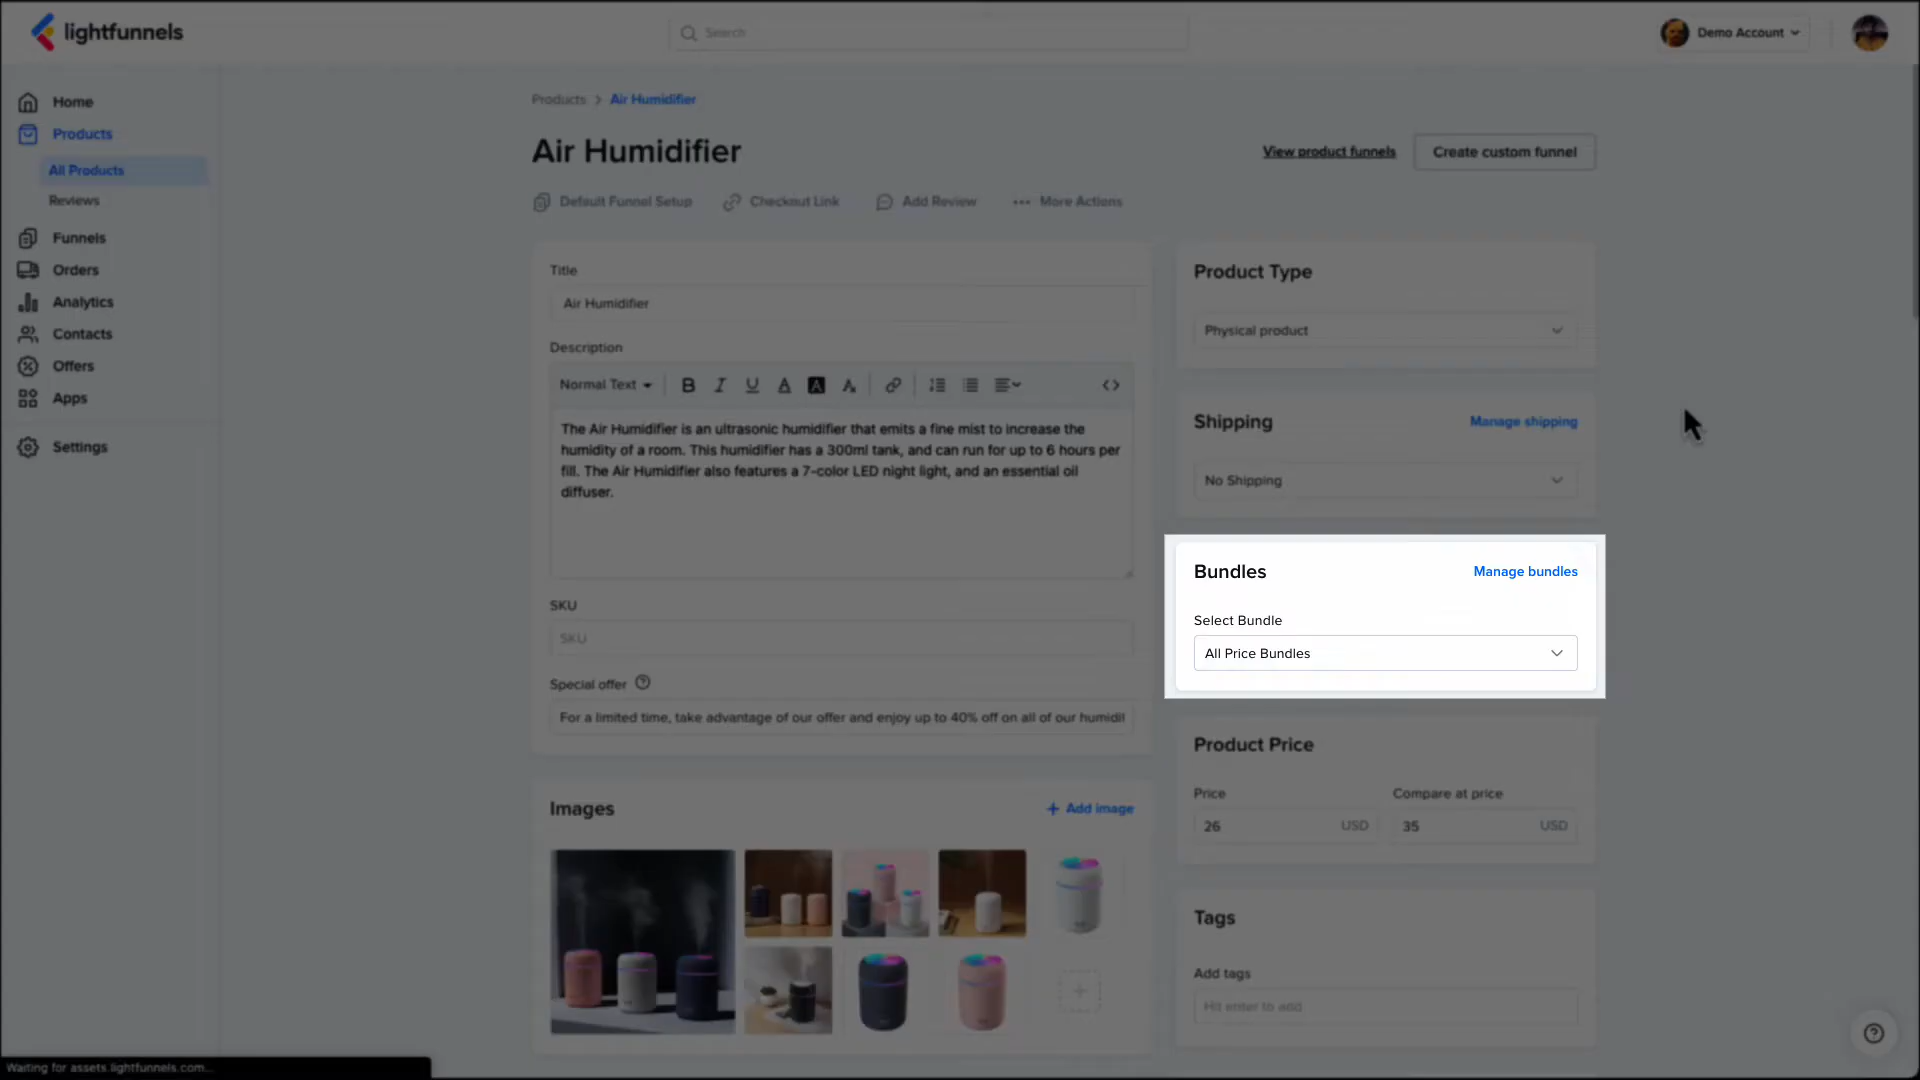 lightfunnels
Search
Demo Account
Home
Products
All Products
Reviews
Funnels
Orders
Analytics
Contacts
Offers
Apps
Settings
Products > Air Humidifier
Air Humidifier
View product funnels
Create custom funnel
Default Funnel Setup
Checkout Link
Add Review
More Actions
Title
Air Humidifier
Description
Normal Text
The Air Humidifier is an ultrasonic humidifier that emits a fine mist to increase the
humidity of a room. This humidifier has a 300ml tank, and can run for up to 6 hours per
fill. The Air Humidifier also features a 7-color LED night light, and an essential oil
diffuser.
SKU
SKU
Special offer
For a limited time, take advantage of our offer and enjoy up to 40% off on all of our humidi
Images
+ Add image
Product Type
Physical product
Shipping
Manage shipping
No Shipping
Bundles
Manage bundles
Select Bundle
All Price Bundles
Product Price
Price
Compare at price
26 USD
35 USD
Tags
Add tags
Hit enter to add
Waiting for assets.lightfunnels.com...